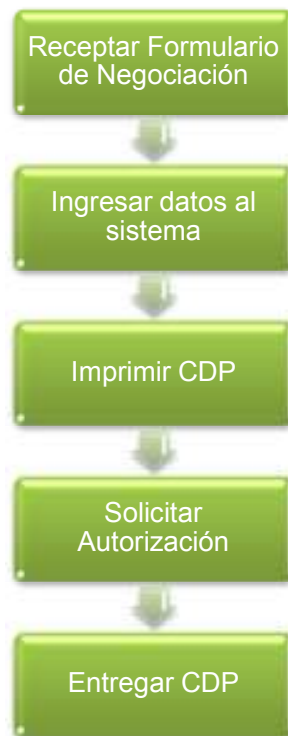 Receptar Formulario
de Negociación
Ingresar datos al
sistema
Imprimir CDP
Solicitar
Autorización
Entregar CDP